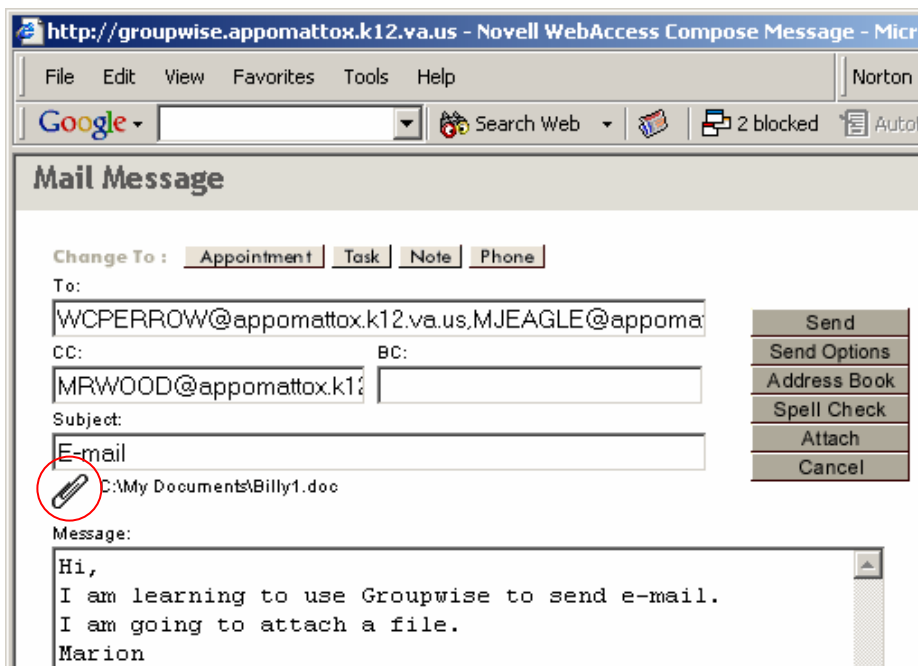 http://groupwise.appomattox.k12.va.us - Novell WebAccess Compose Message - Micr
File Edit View Favorites Tools Help Norton
Google Search Web 2 blocked
Mail Message
Change To : Appointment Task Note Phone
To:
WCPERROW@appomattox.k12.va.us,MJEAGLE@appomat
Send
CC: BC:
Send Options
MRWOOD@appomattox.k12
Address Book
Subject:
Spell Check
E-mail
Attach
Cancel
C:\My Documents\Billy1.doc
Message:
Hi,
I am learning to use Groupwise to send e-mail.
I am going to attach a file.
Marion